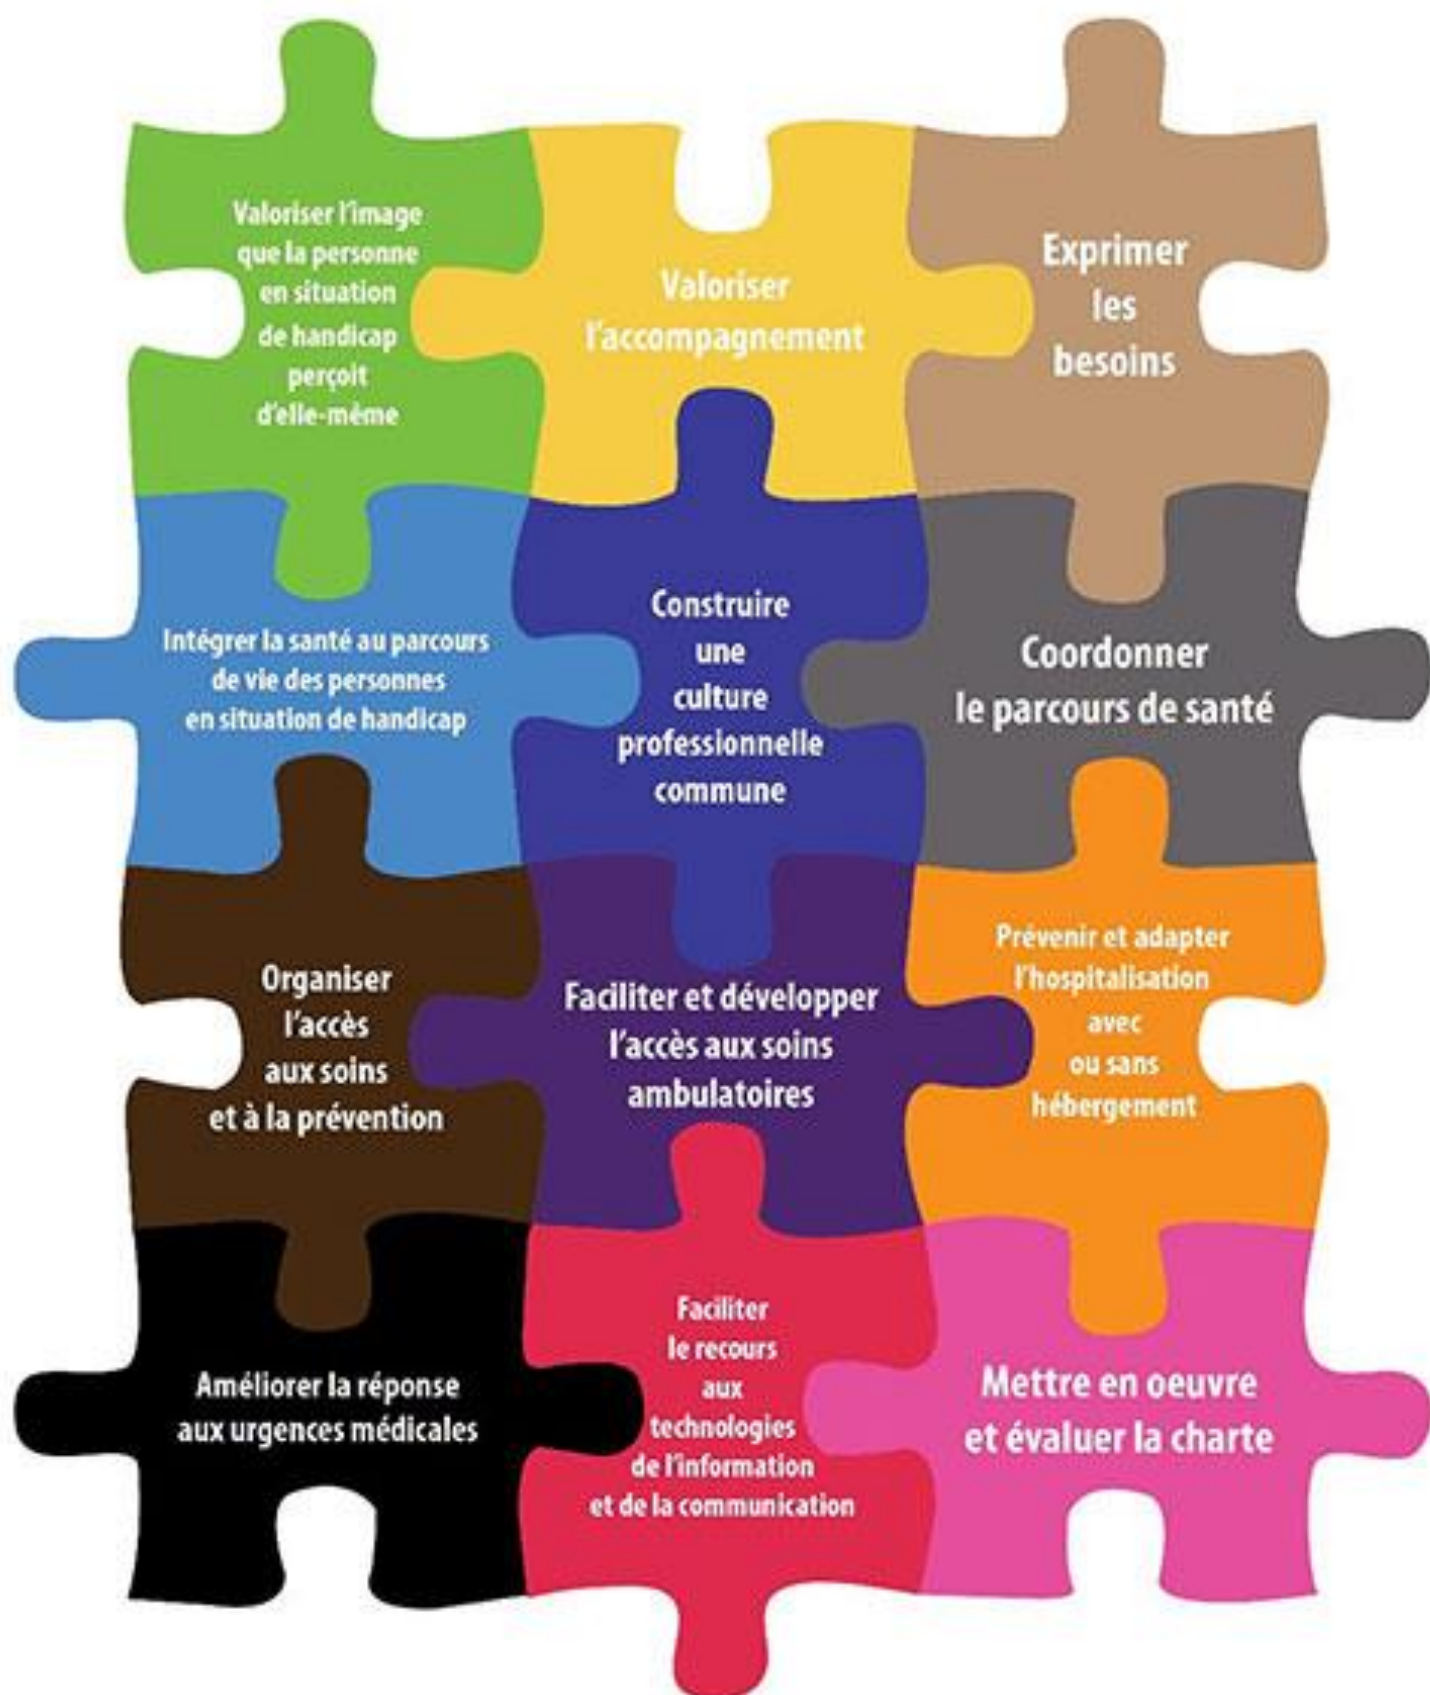 Valoriser l'image
que la personne
en situation
de handicap
perçoit
d'elle-même
Valoriser
l'accompagnement
Exprimer
les
besoins
Intégrer la santé au parcours
de vie des personnes
en situation de handicap
Construire
une
culture
professionnelle
commune
Coordonner
le parcours de santé
Organiser
l'accès
aux soins
et à la prévention
Faciliter et développer
l'accès aux soins
ambulatoires
Prévenir et adapter
l'hospitalisation
avec
ou sans
hébergement
Améliorer la réponse
aux urgences médicales
Faciliter
le recours
aux
technologies
de l'information
et de la communication
Mettre en oeuvre
et évaluer la charte